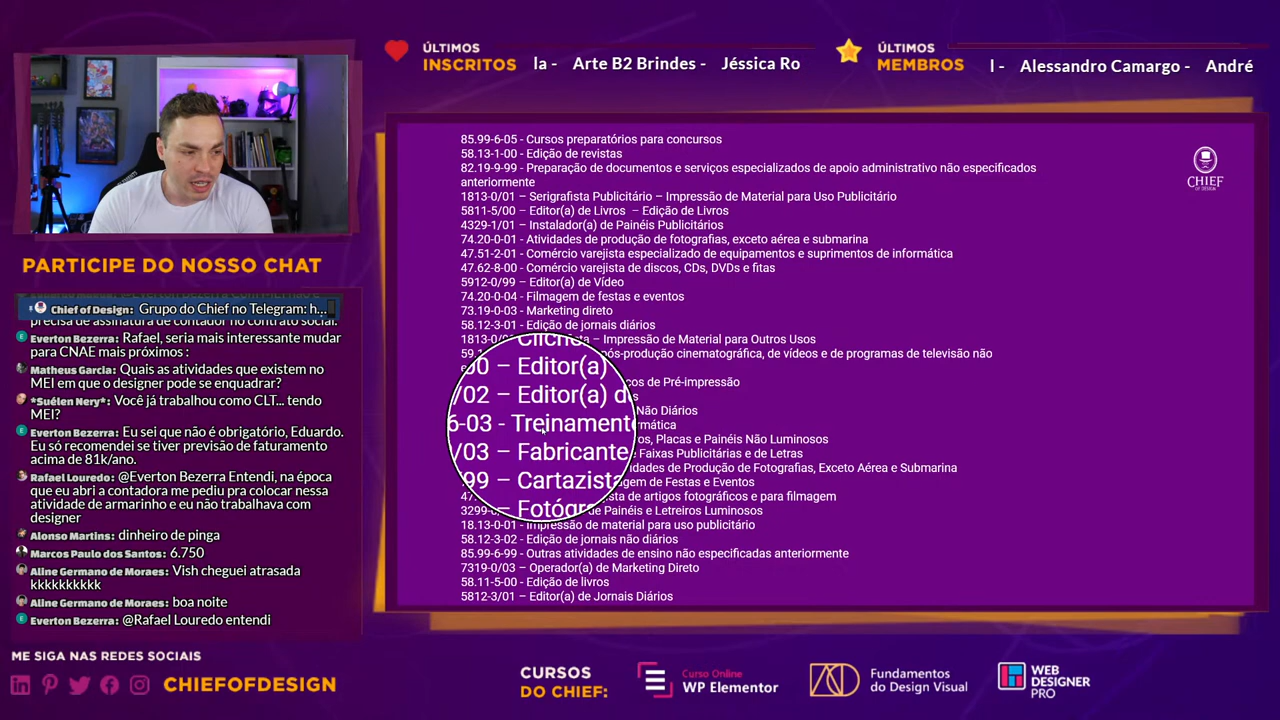 ÚLTIMOS
INSCRITOS
la - Arte B2 Brindes - Jéssica Ro
ÚLTIMOS
MEMBROS
l - Alessandro Camargo - André
CHIEF
OF DESIGN
85.99-6-05 - Cursos preparatórios para concursos
58.13-1-00 - Edição de revistas
82.19-9-99 - Preparação de documentos e serviços especializados de apoio administrativo não especificados
anteriormente
1813-0/01 – Serigrafista Publicitário – Impressão de Material para Uso Publicitário
5811-5/00 – Editor(a) de Livros – Edição de Livros
4329-1/01 – Instalador(a) de Painéis Publicitários
74.20-0-01 - Atividades de produção de fotografias, exceto aérea e submarina
47.51-2-01 - Comércio varejista especializado de equipamentos e suprimentos de informática
47.62-8-00 - Comércio varejista de discos, CDs, DVDs e fitas
5912-0/99 – Editor(a) de Vídeo
74.20-0-04 - Filmagem de festas e eventos
73.19-0-03 - Marketing direto
58.12-3-01 - Edição de jornais diários
– Impressão de Material para Outros Usos
pós-produção cinematográfica, de vídeos e de programas de televisão não
00 – Editor(a)
de Pré-impressão
/02 – Editor(a)
Não Diários
6-03 - Treinament
/03 – Fabricante
Placas e Painéis Não Luminosos
Faixas Publicitárias e de Letras
de Produção de Fotografias, Exceto Aérea e Submarina
99 – Cartazist
de Festas e Eventos
de artigos fotográficos e para filmagem
– Fotógr
de Painéis e Letreiros Luminosos
18.13-0-01 - Impressão de material para uso publicitário
58.12-3-02 - Edição de jornais não diários
85.99-6-99 - Outras atividades de ensino não especificadas anteriormente
7319-0/03 – Operador(a) de Marketing Direto
58.11-5-00 - Edição de livros
5812-3/01 – Editor(a) de Jornais Diários
PARTICIPE DO NOSSO CHAT
Chief of Design: Grupo do Chief no Telegram: h...
precisa de assinatura de contador no contrato social.
Everton Bezerra: Rafael, seria mais interessante mudar
para CNAE mais próximos :
Matheus Garcia: Quais as atividades que existem no
MEI em que o designer pode se enquadrar?
*Suélen Nery*: Você já trabalhou como CLT... tendo
MEI?
Everton Bezerra: Eu sei que não é obrigatório, Eduardo.
Eu só recomendei se tiver previsão de faturamento
acima de 81k/ano.
Rafael Louredo: @Everton Bezerra Entendi, na época
que eu abri a contadora me pediu pra colocar nessa
atividade de armarinho e eu não trabalhava com
designer
Alonso Martins: dinheiro de pinga
Marcos Paulo dos Santos: 6.750
Aline Germano de Moraes: Vish cheguei atrasada
kkkkkkkkkk
Aline Germano de Moraes: boa noite
Everton Bezerra: @Rafael Louredo entendi
ME SIGA NAS REDES SOCIAIS
CHIEFOFDESIGN
CURSOS
DO CHIEF:
Curso Online
WP Elementor
Fundamentos
do Design Visual
WEB
DESIGNER
PRO